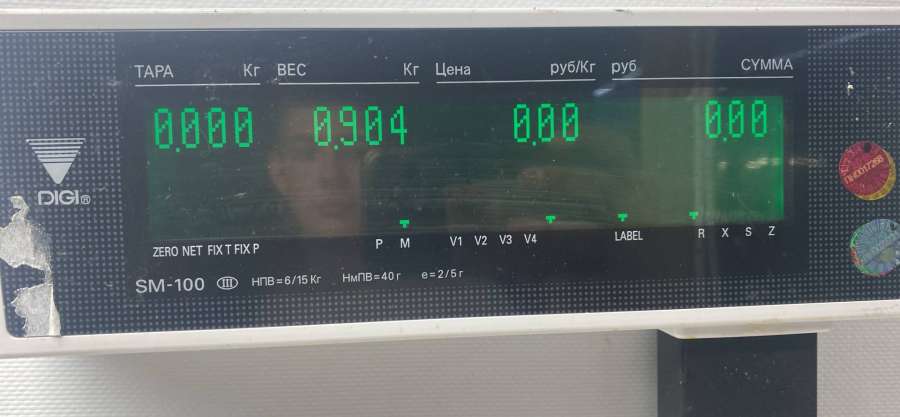 ТАРА Кг ВЕС Кг Цена руб/Кг руб СУММА
0.000 0.904 0.00 0.00
DIGI®
ZERO NET FIX T FIX P P M V1 V2 V3 V4 LABEL R X S Z
SM-100 III НПВ=6/15 Кг НмПВ=40 г e=2/5 г